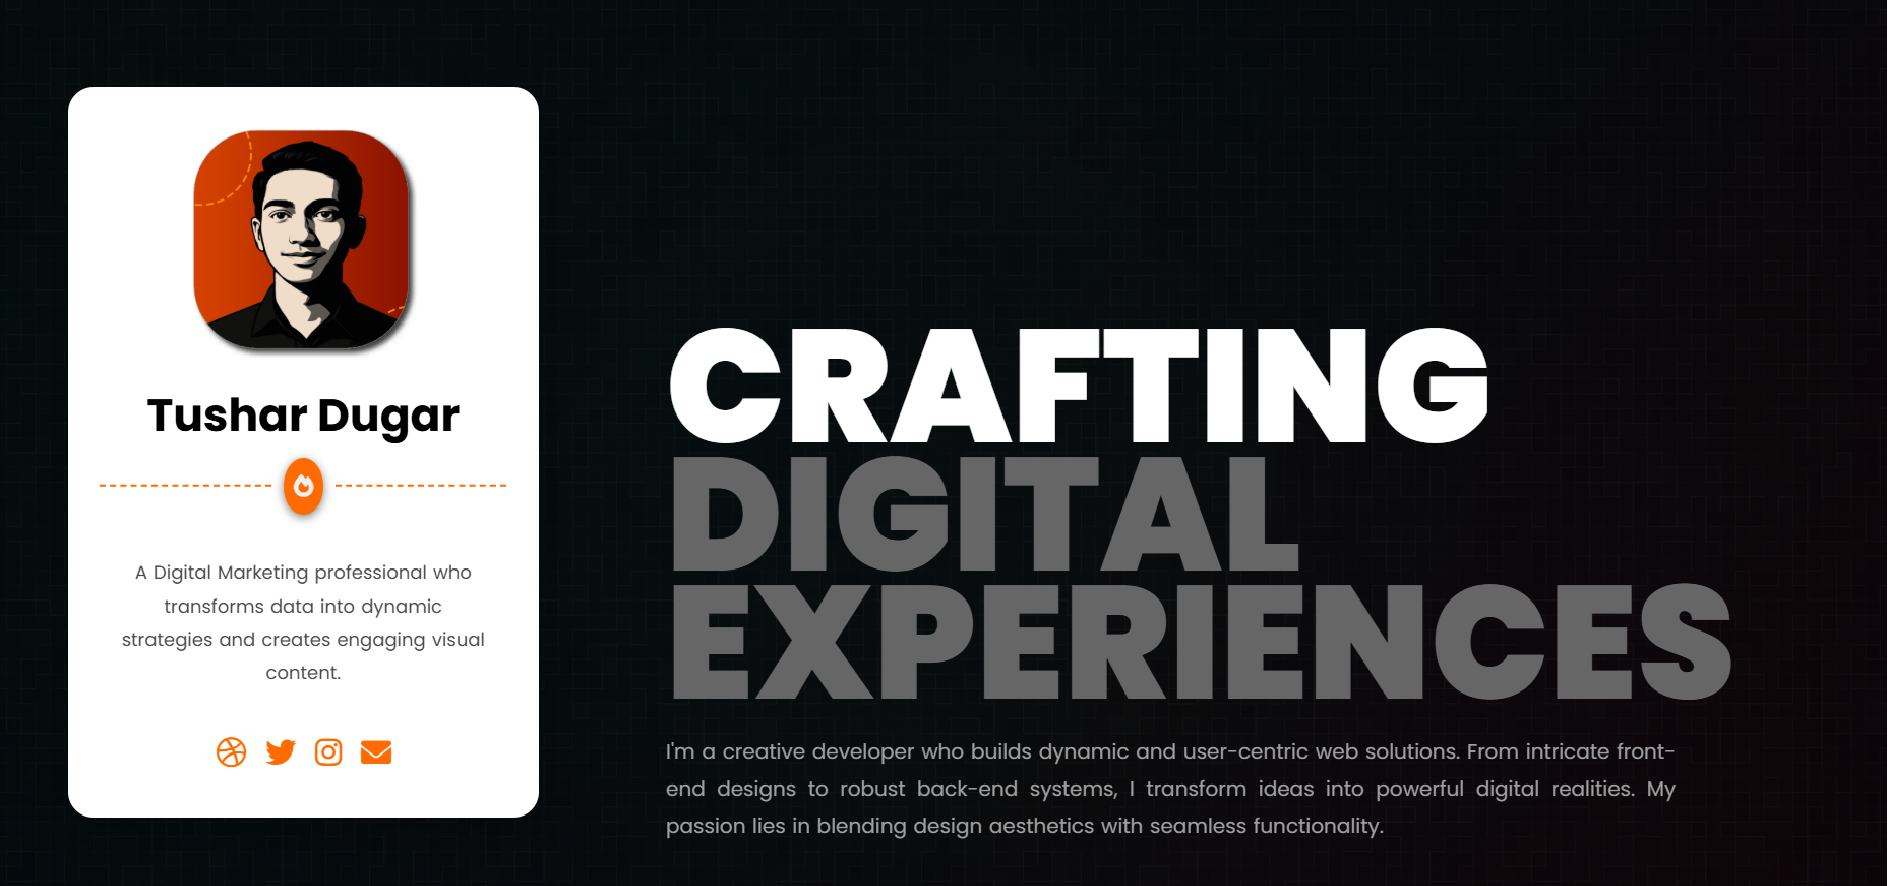 Tushar Dugar
A Digital Marketing professional who
transforms data into dynamic
strategies and creates engaging visual
content.
CRAFTING
DIGITAL
EXPERIENCES
I'm a creative developer who builds dynamic and user-centric web solutions. From intricate front-
end designs to robust back-end systems, I transform ideas into powerful digital realities. My
passion lies in blending design aesthetics with seamless functionality.